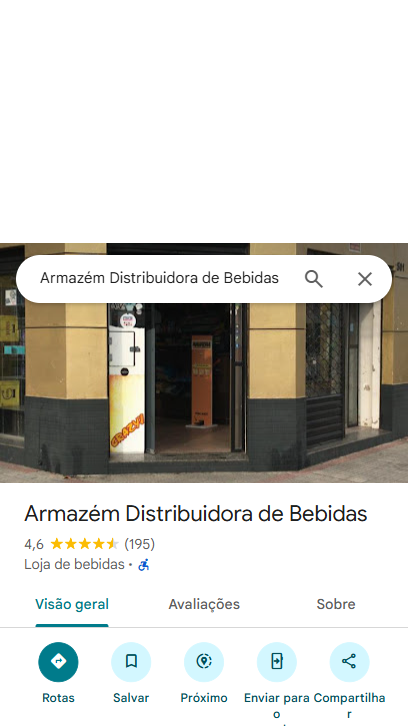 Armazém Distribuidora de Bebidas
CRAZY!
Armazém Distribuidora de Bebidas
4,6 (195)
Loja de bebidas ·
Visão geral
Avaliações
Sobre
Rotas
Salvar
Próximo
Enviar para o
Compartilhar